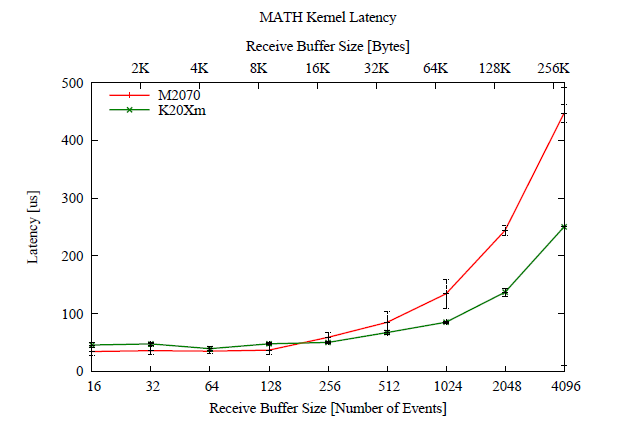 MATH Kernel Latency
Receive Buffer Size [Bytes]
2K 4K 8K 16K 32K 64K 128K 256K
500
M2070
K20Xm
400
300
200
100
0
Latency [us]
16 32 64 128 256 512 1024 2048 4096
Receive Buffer Size [Number of Events]